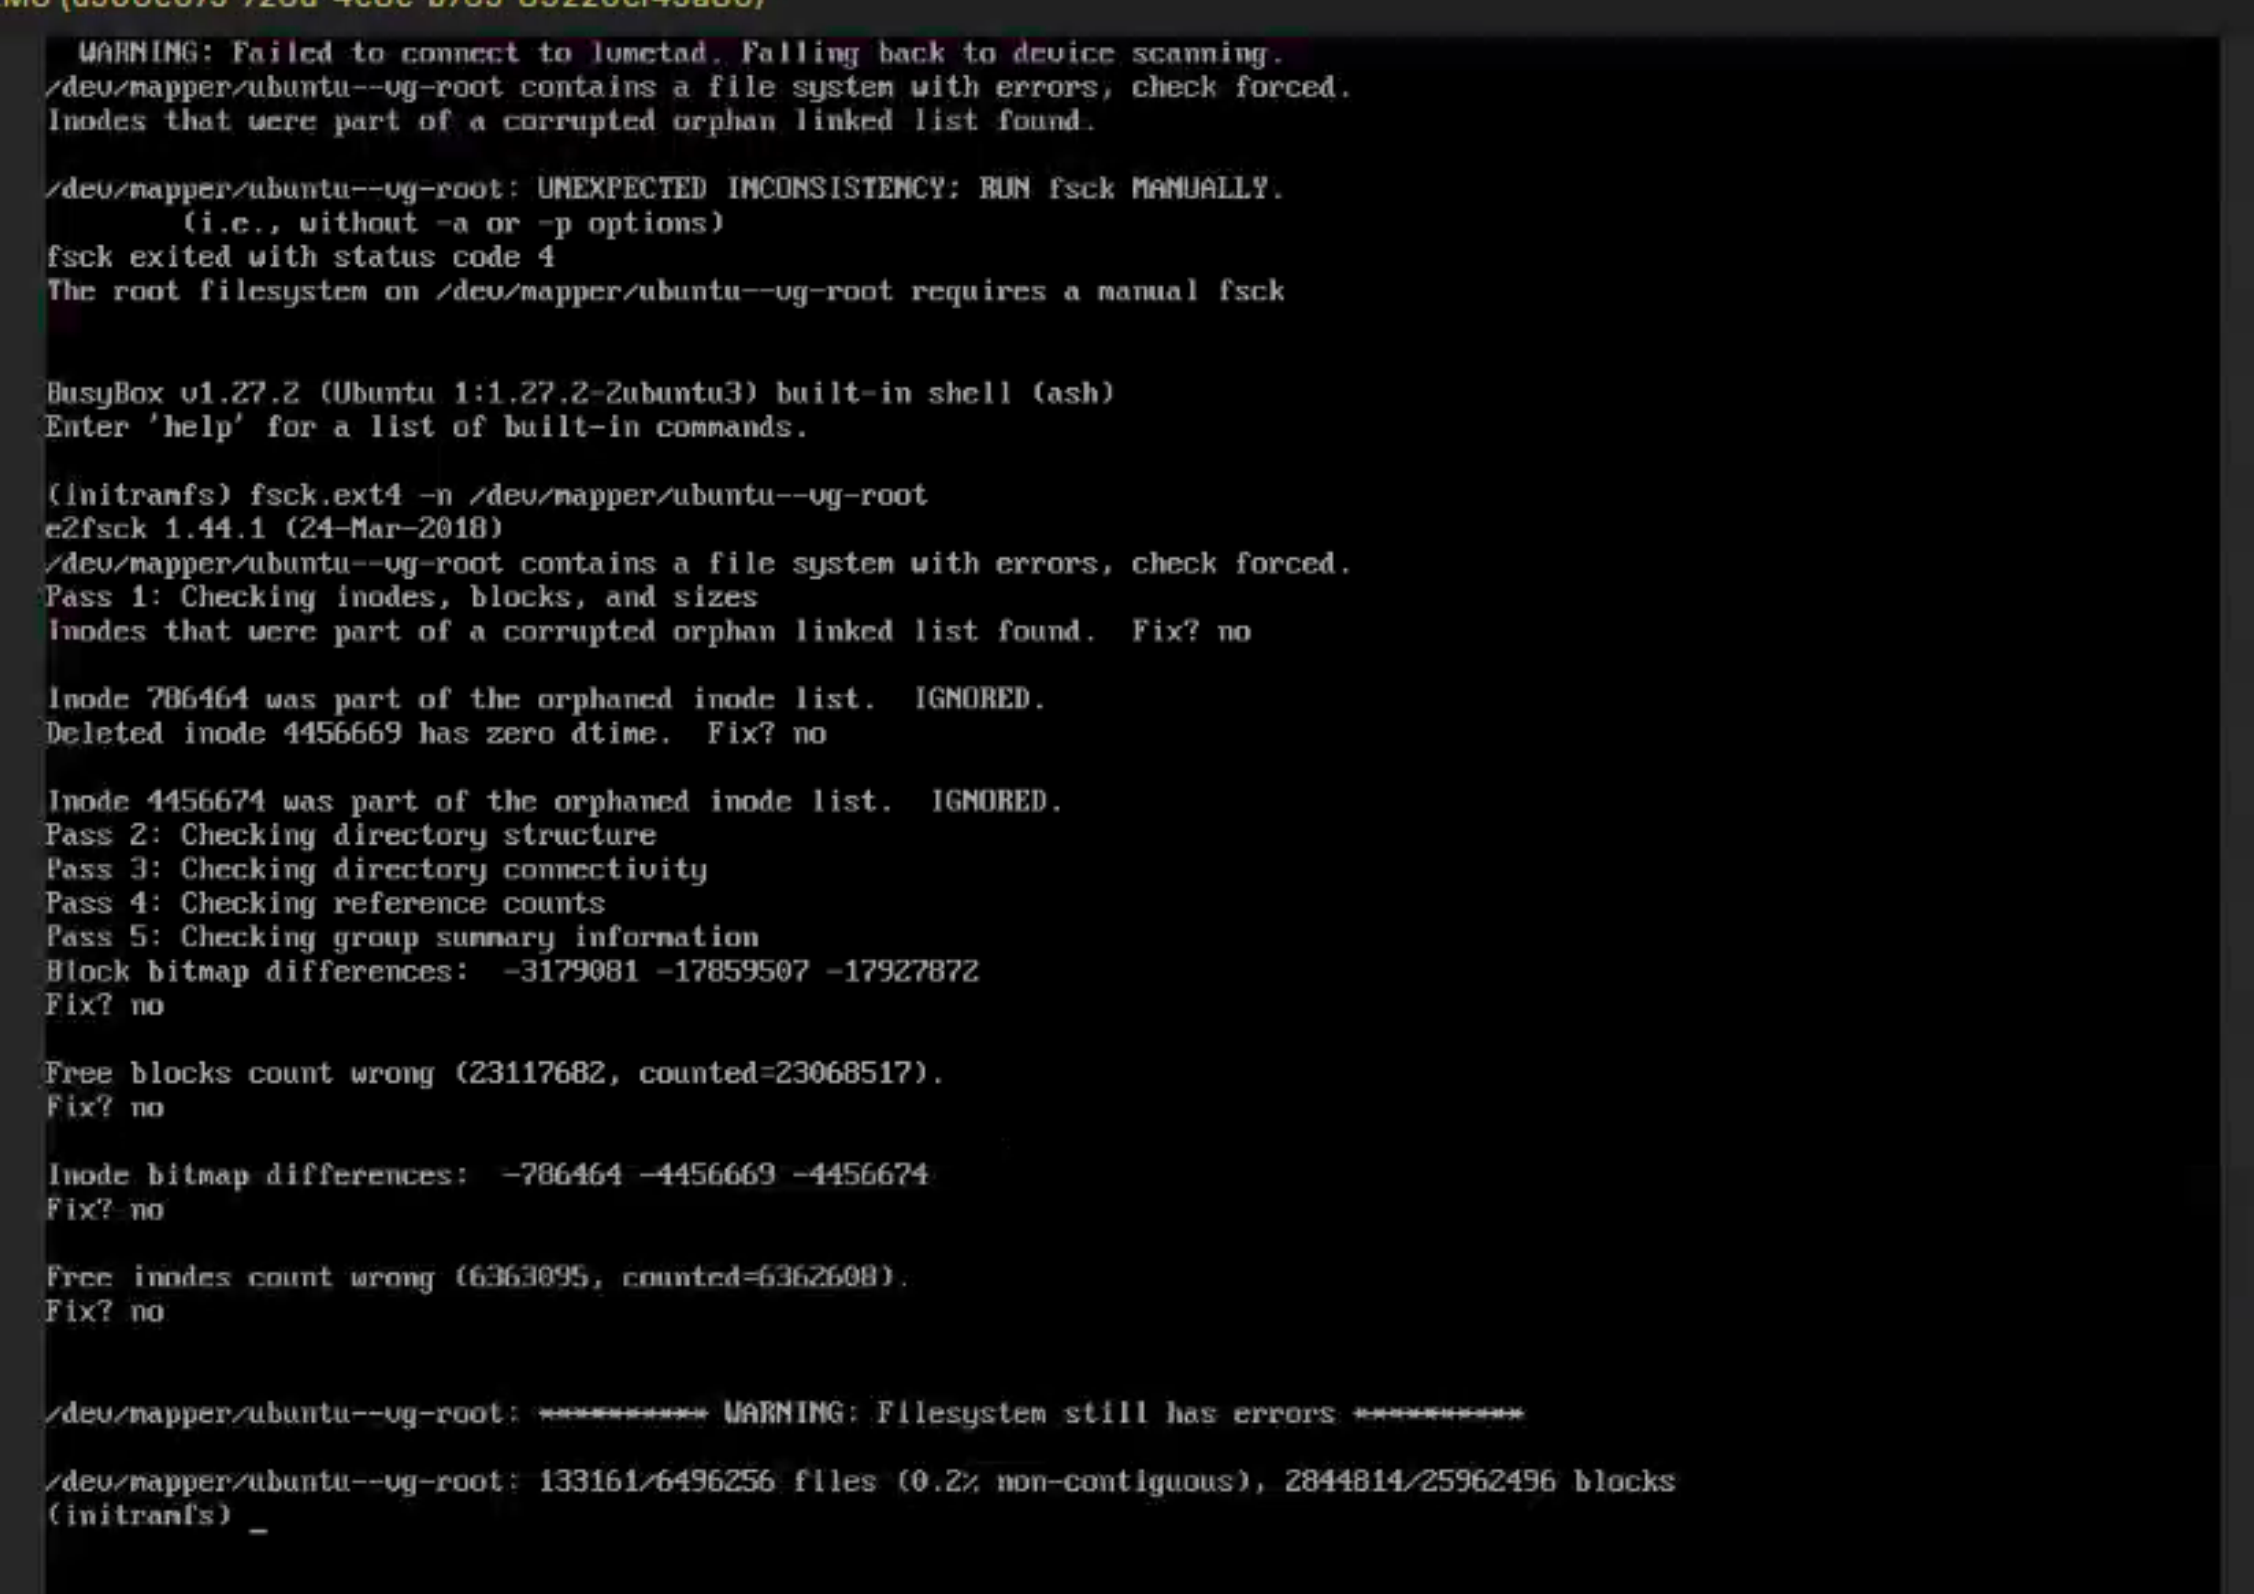 WARNING: Failed to connect to lvmetad. Falling back to device scanning.
/dev/mapper/ubuntu--vg-root contains a file system with errors, check forced.
Inodes that were part of a corrupted orphan linked list found.
/dev/mapper/ubuntu--vg-root: UNEXPECTED INCONSISTENCY; RUN fsck MANUALLY.
(i.e., without -a or -p options)
fsck exited with status code 4
The root filesystem on /dev/mapper/ubuntu--vg-root requires a manual fsck
BusyBox v1.27.2 (Ubuntu 1:1.27.2-2ubuntu3) built-in shell (ash)
Enter 'help' for a list of built-in commands.
(initramfs) fsck.ext4 -n /dev/mapper/ubuntu--vg-root
e2fsck 1.44.1 (24-Mar-2018)
/dev/mapper/ubuntu--vg-root contains a file system with errors, check forced.
Pass 1: Checking inodes, blocks, and sizes
Inodes that were part of a corrupted orphan linked list found.  Fix? no
Inode 786464 was part of the orphaned inode list.  IGNORED.
Deleted inode 4456669 has zero dtime.  Fix? no
Inode 4456674 was part of the orphaned inode list.  IGNORED.
Pass 2: Checking directory structure
Pass 3: Checking directory connectivity
Pass 4: Checking reference counts
Pass 5: Checking group summary information
Block bitmap differences:  -3179081 -17859507 -17927872
Fix? no
Free blocks count wrong (23117682, counted=23068517).
Fix? no
Inode bitmap differences:  -786464 -4456669 -4456674
Fix? no
Free inodes count wrong (6363095, counted=6362608).
Fix? no
/dev/mapper/ubuntu--vg-root: ********** WARNING: Filesystem still has errors **********
/dev/mapper/ubuntu--vg-root: 133161/6496256 files (0.2% non-contiguous), 2844814/25962496 blocks
(initramfs) _